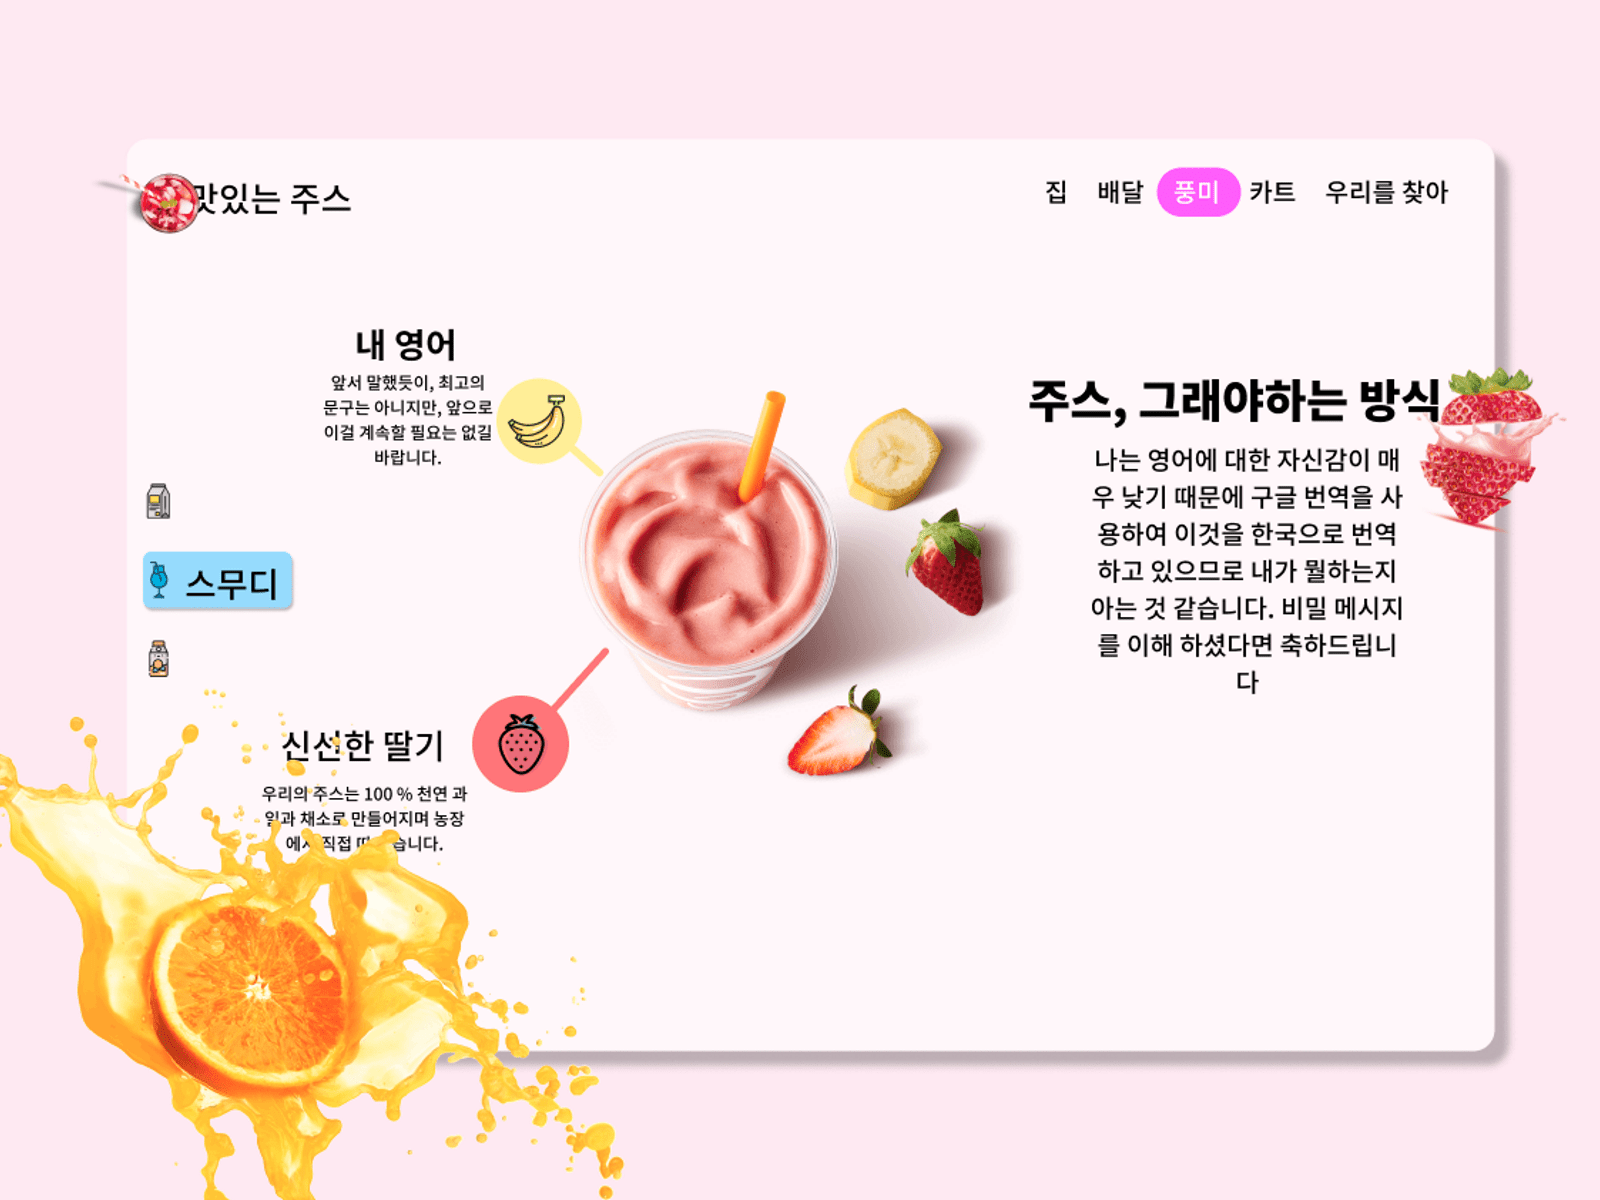 맛있는 주스
집 배달 풍미 카트 우리를 찾아
내 영어
앞서 말했듯이, 최고의
문구는 아니지만, 앞으로
이걸 계속할 필요는 없길
바랍니다.
주스, 그래야하는 방식
나는 영어에 대한 자신감이 매
우 낮기 때문에 구글 번역을 사
용하여 이것을 한국으로 번역
하고 있으므로 내가 뭘하는지
아는 것 같습니다. 비밀 메시지
를 이해 하셨다면 축하드립니
다
스무디
신선한 딸기
우리의 주스는 100 % 천연 과
일과 채소로 만들어지며 농장
에서 직접